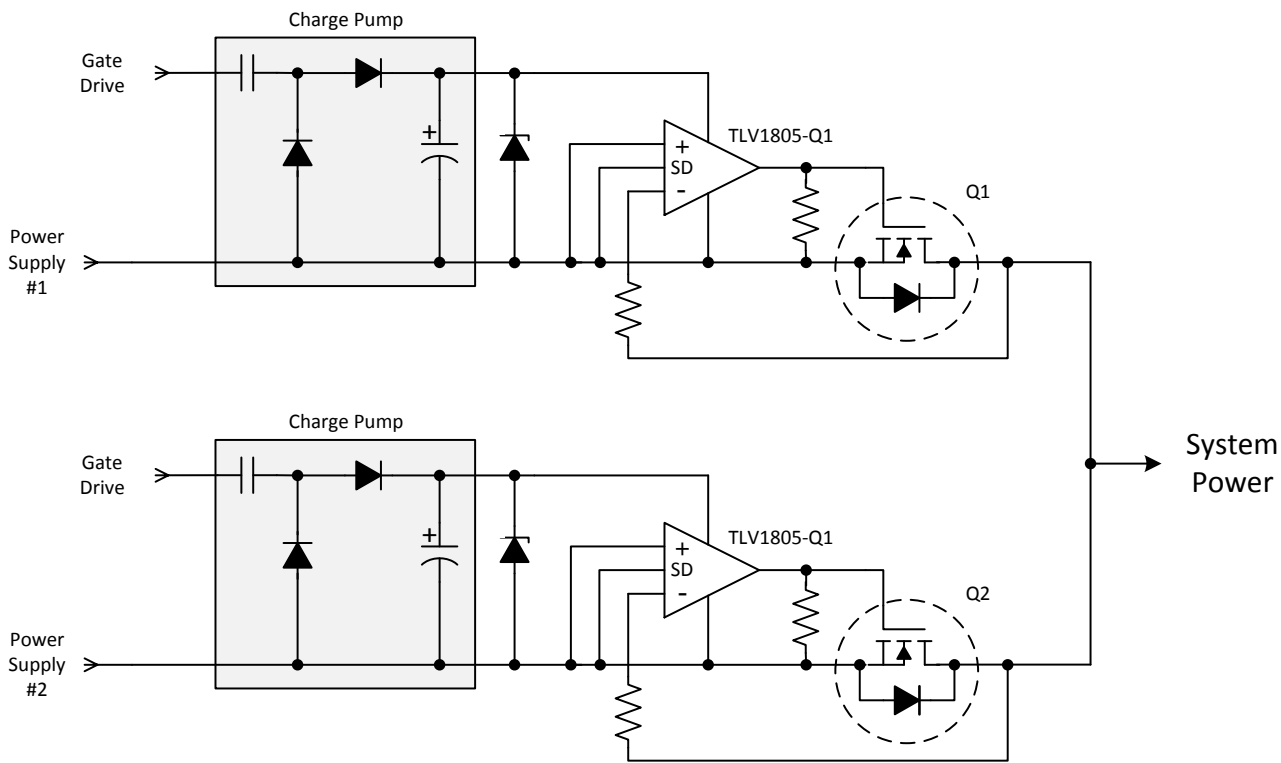 Charge Pump
Gate
Drive
TLV1805-Q1
+
+
SD
-
Q1
Power
Supply
#1
Charge Pump
Gate
Drive
System
Power
TLV1805-Q1
+
+
SD
-
Q2
Power
Supply
#2